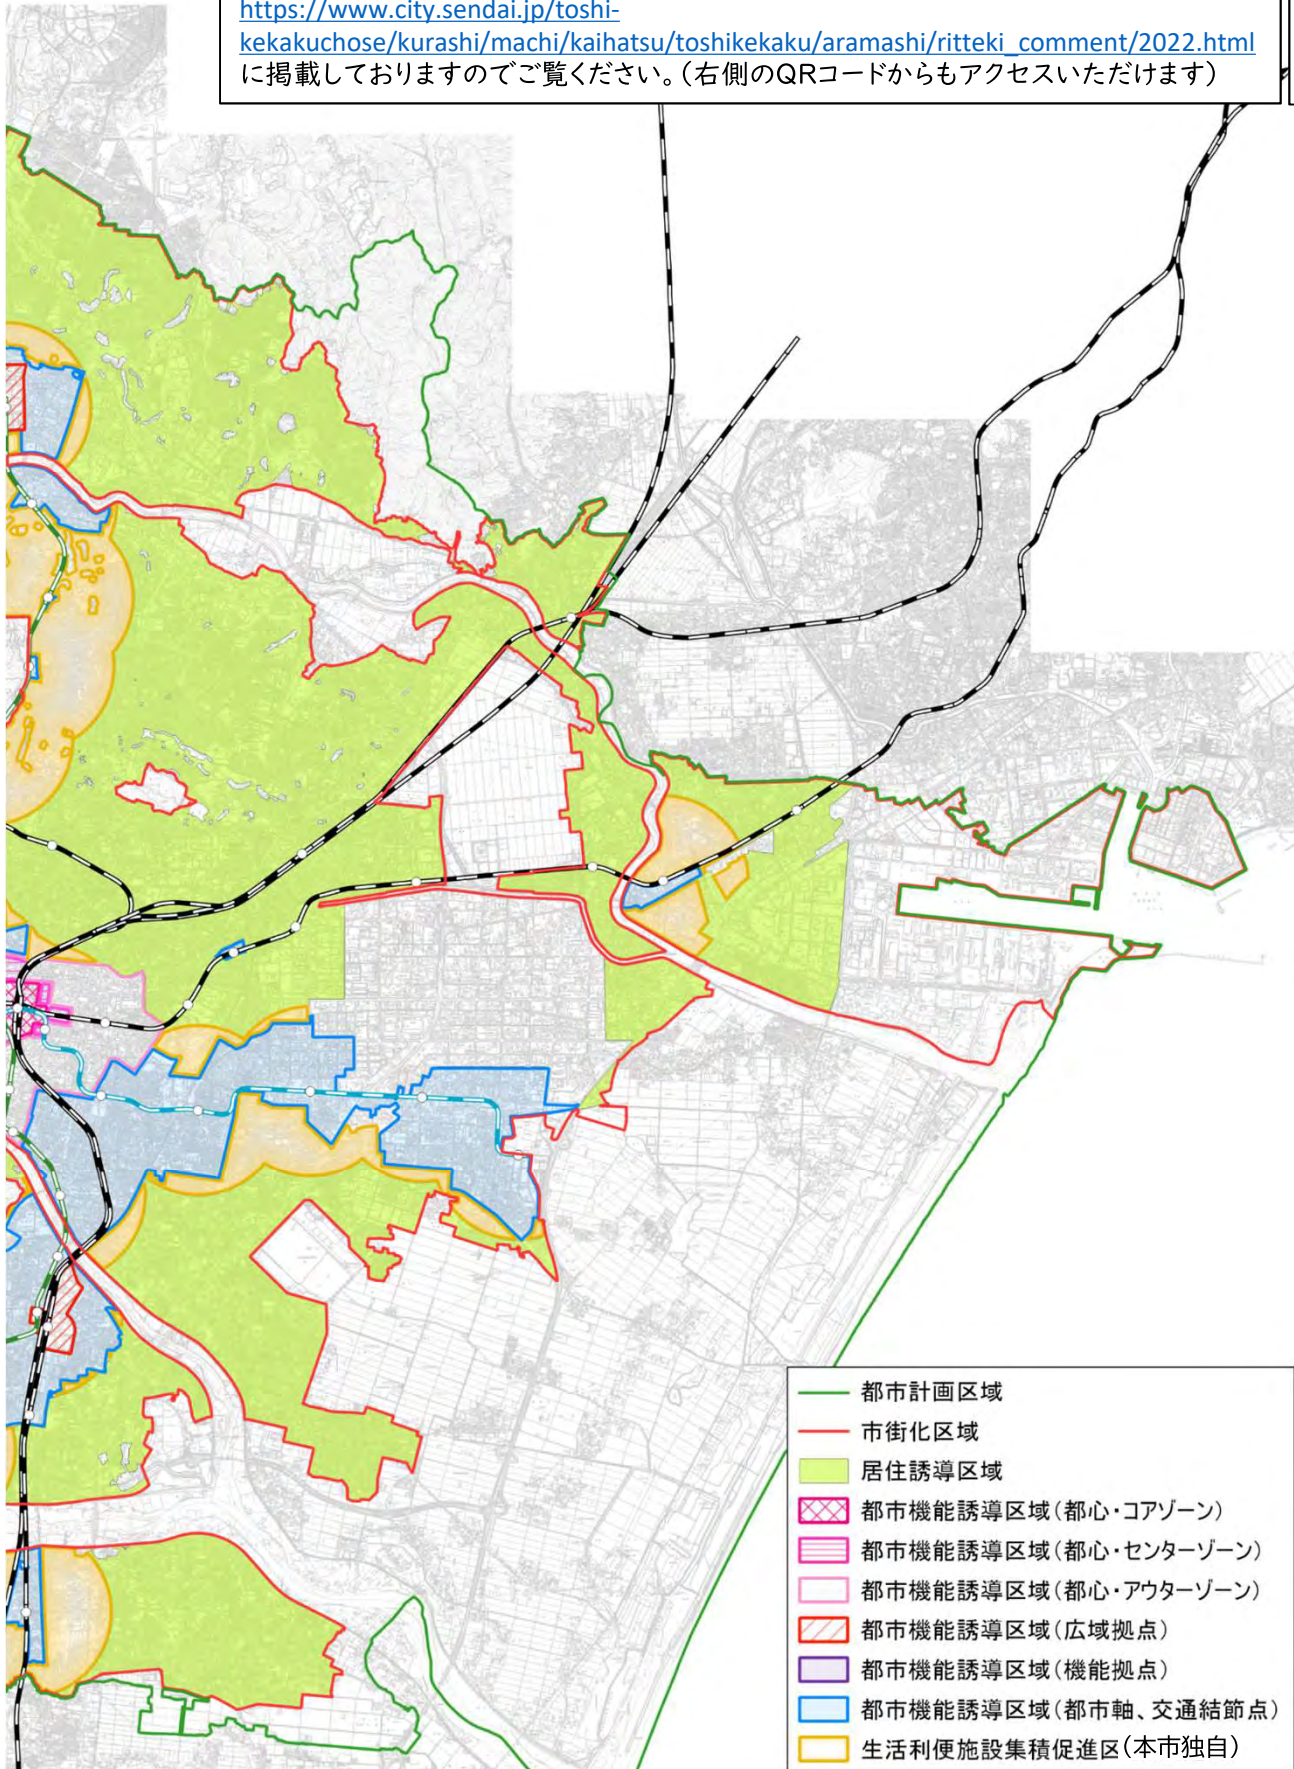 https://www.city.sendai.jp/toshi-
kekakuchose/kurashi/machi/kaihatsu/toshikekaku/aramashi/ritteki_comment/2022.html
に掲載しておりますのでご覧ください。(右側のQRコードからもアクセスいただけます)
都市計画区域
市街化区域
居住誘導区域
都市機能誘導区域(都心・コアゾーン)
都市機能誘導区域(都心・センターゾーン)
都市機能誘導区域(都心・アウターゾーン)
都市機能誘導区域(広域拠点)
都市機能誘導区域(機能拠点)
都市機能誘導区域(都市軸、交通結節点)
生活利便施設集積促進区(本市独自)